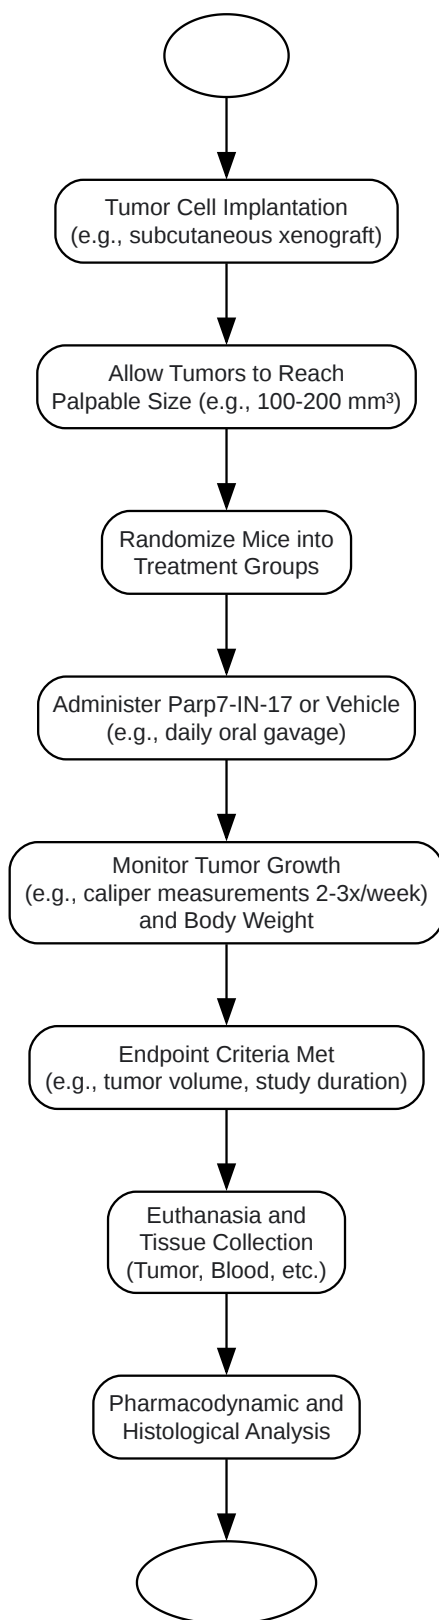 Tumor Cell Implantation
(e.g., subcutaneous xenograft)
Allow Tumors to Reach
Palpable Size (e.g., 100-200 mm³)
Randomize Mice into
Treatment Groups
Administer Parp7-IN-17 or Vehicle
(e.g., daily oral gavage)
Monitor Tumor Growth
(e.g., caliper measurements 2-3x/week)
and Body Weight
Endpoint Criteria Met
(e.g., tumor volume, study duration)
Euthanasia and
Tissue Collection
(Tumor, Blood, etc.)
Pharmacodynamic and
Histological Analysis